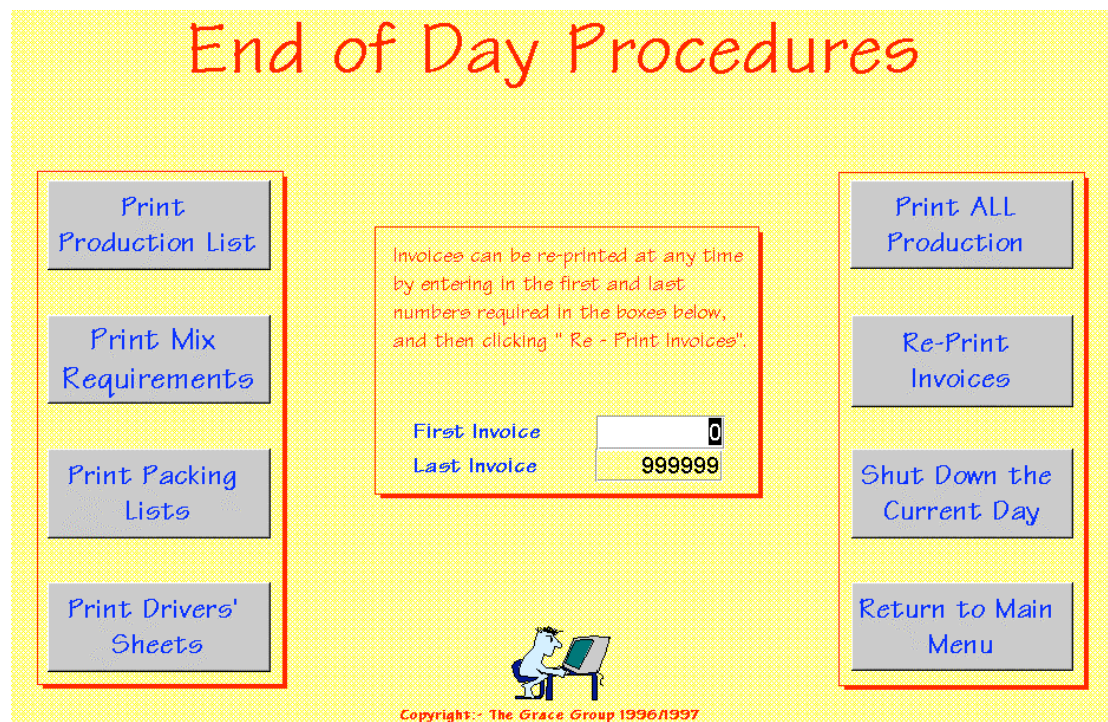 End of Day Procedures
Print
Production List
Print Mix
Requirements
Print Packing
Lists
Print Drivers'
Sheets
Invoices can be re-printed at any time
by entering in the first and last
numbers required in the boxes below,
and then clicking " Re - Print Invoices".
First Invoice 0
Last Invoice 999999
Print ALL
Production
Re-Print
Invoices
Shut Down the
Current Day
Return to Main
Menu
Copyright:- The Grace Group 1996/1997